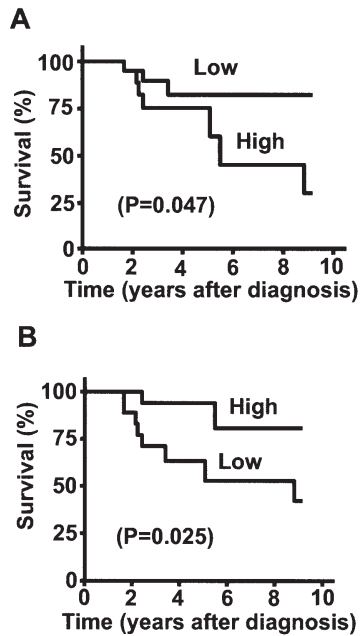 A
Survival (%)
100
75
50
25
0
Low
High
(P=0.047)
0 2 4 6 8 10
Time (years after diagnosis)
B
Survival (%)
100
75
50
25
0
High
Low
(P=0.025)
0 2 4 6 8 10
Time (years after diagnosis)